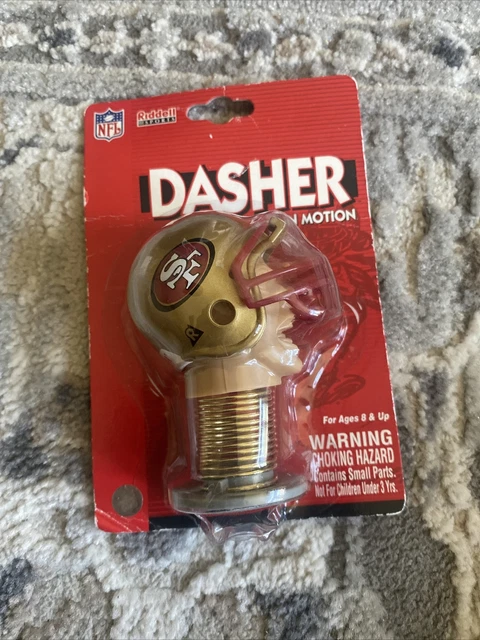 NFL
Riddell
SPORTS
DASHER
N MOTION
SF
R
For Ages 8 & Up
WARNING
CHOKING HAZARD
Contains Small Parts.
Not For Children Under 3 Yrs.